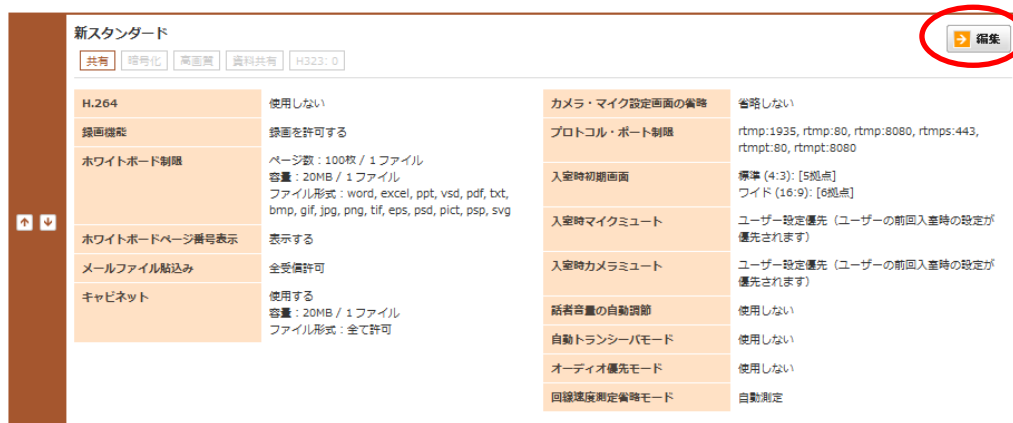 新スタンダード
編集
共有 暗号化 高画質 資料共有 H323: 0
H.264 使用しない
録画機能 録画を許可する
ホワイトボード制限 ページ数：100枚 / 1ファイル
容量：20MB / 1ファイル
ファイル形式：word, excel, ppt, vsd, pdf, txt,
bmp, gif, jpg, png, tif, eps, psd, pict, psp, svg
ホワイトボードページ番号表示 表示する
メールファイル貼込み 全受信許可
キャビネット 使用する
容量：20MB / 1ファイル
ファイル形式：全て許可
カメラ・マイク設定画面の省略 省略しない
プロトコル・ポート制限 rtmp:1935, rtmp:80, rtmp:8080, rtmps:443,
rtmpt:80, rtmpt:8080
入室時初期画面 標準 (4:3): [5拠点]
ワイド (16:9): [6拠点]
入室時マイクミュート ユーザー設定優先（ユーザーの前回入室時の設定が
優先されます）
入室時カメラミュート ユーザー設定優先（ユーザーの前回入室時の設定が
優先されます）
話者音量の自動調節 使用しない
自動トランシーバモード 使用しない
オーディオ優先モード 使用しない
回線速度測定省略モード 自動測定